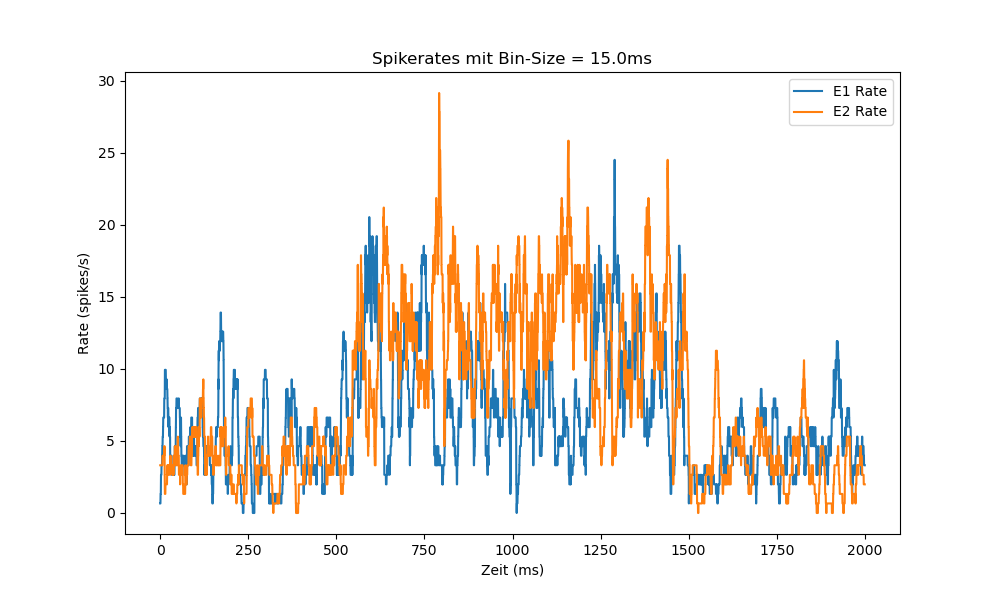 Spikerates mit Bin-Size = 15.0ms
E1 Rate
E2 Rate
Rate (spikes/s)
30
25
20
15
10
5
0
0 250 500 750 1000 1250 1500 1750 2000
Zeit (ms)